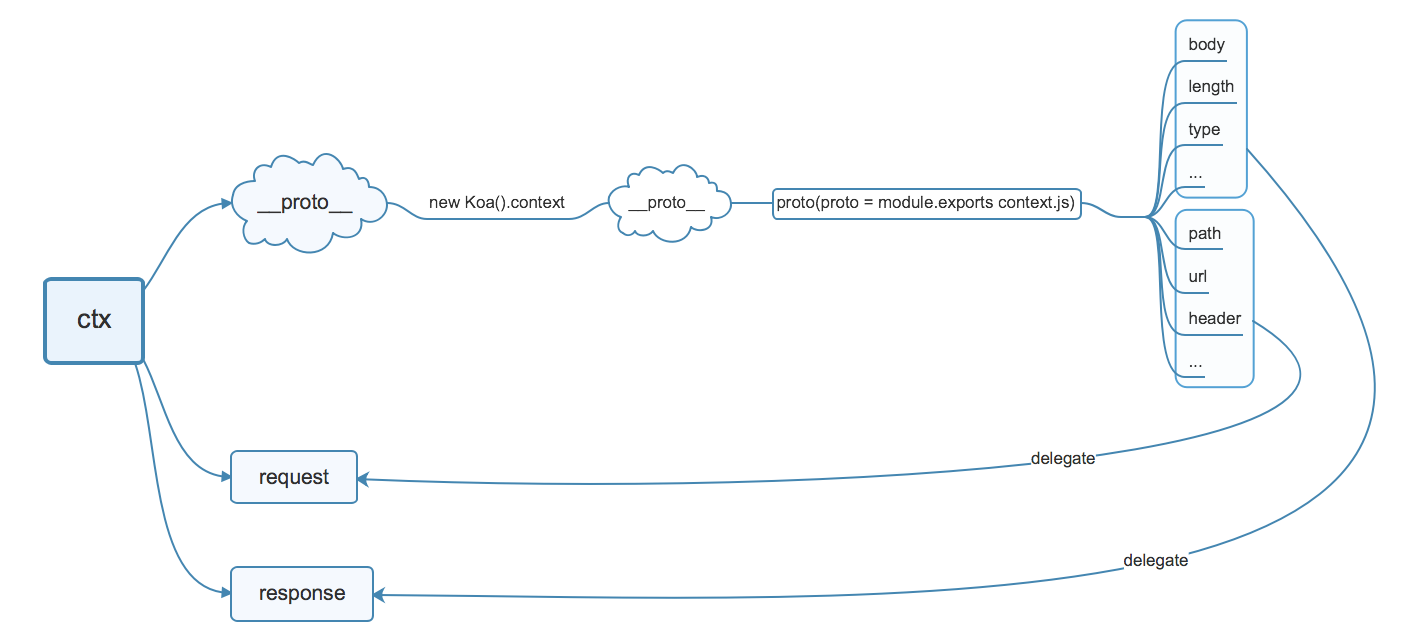 body
length
type
...
__proto__
new Koa().context
__proto__
proto(proto = module.exports context.js)
path
url
header
...
ctx
delegate
request
delegate
response